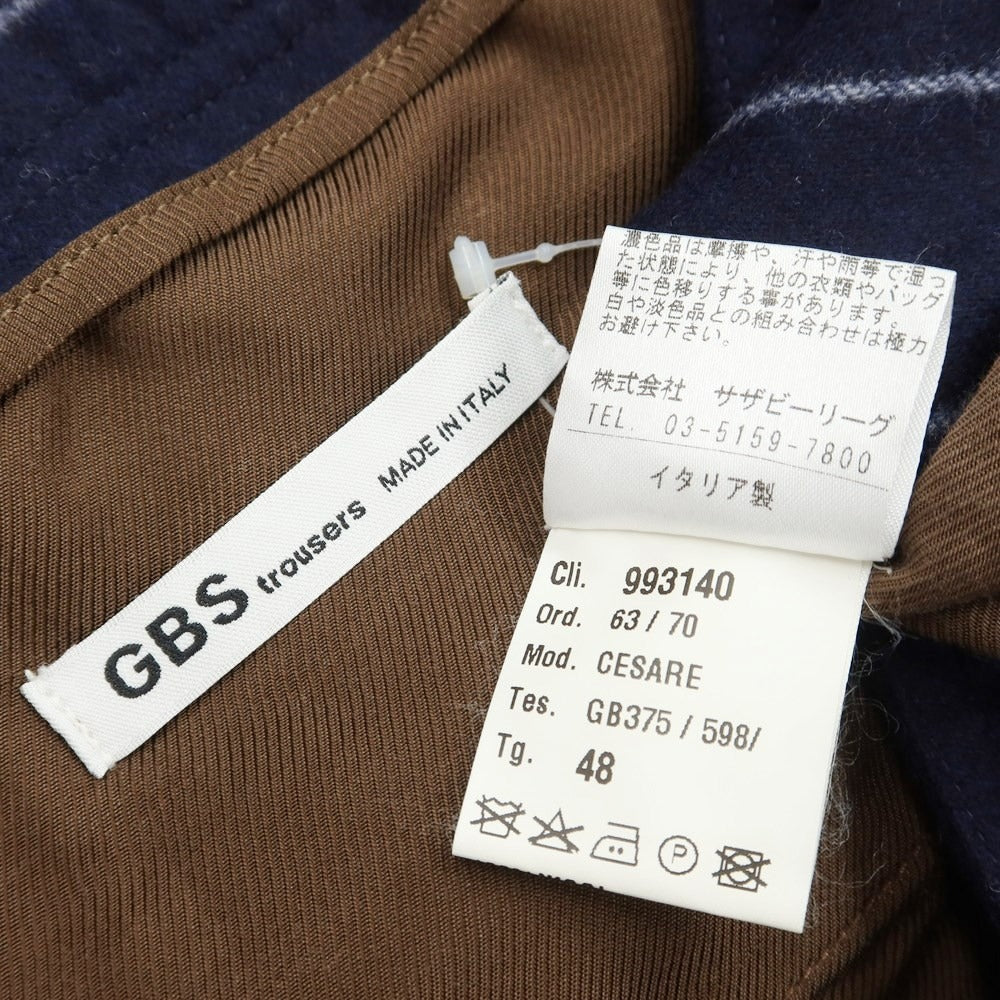 GBS trousers MADE IN ITALY
濃色品は摩擦や、汗や雨等で湿っ
た状態により、他の衣類やバッグ
等に色移りする事があります。
白や淡色品との組み合わせは極力
お避け下さい。
株式会社 サザビーリーグ
TEL. 03-5159-7800
イタリア製
Cli. 993140
Ord. 63 / 70
Mod. CESARE
Tes. GB375 / 598/
Tg. 48
P